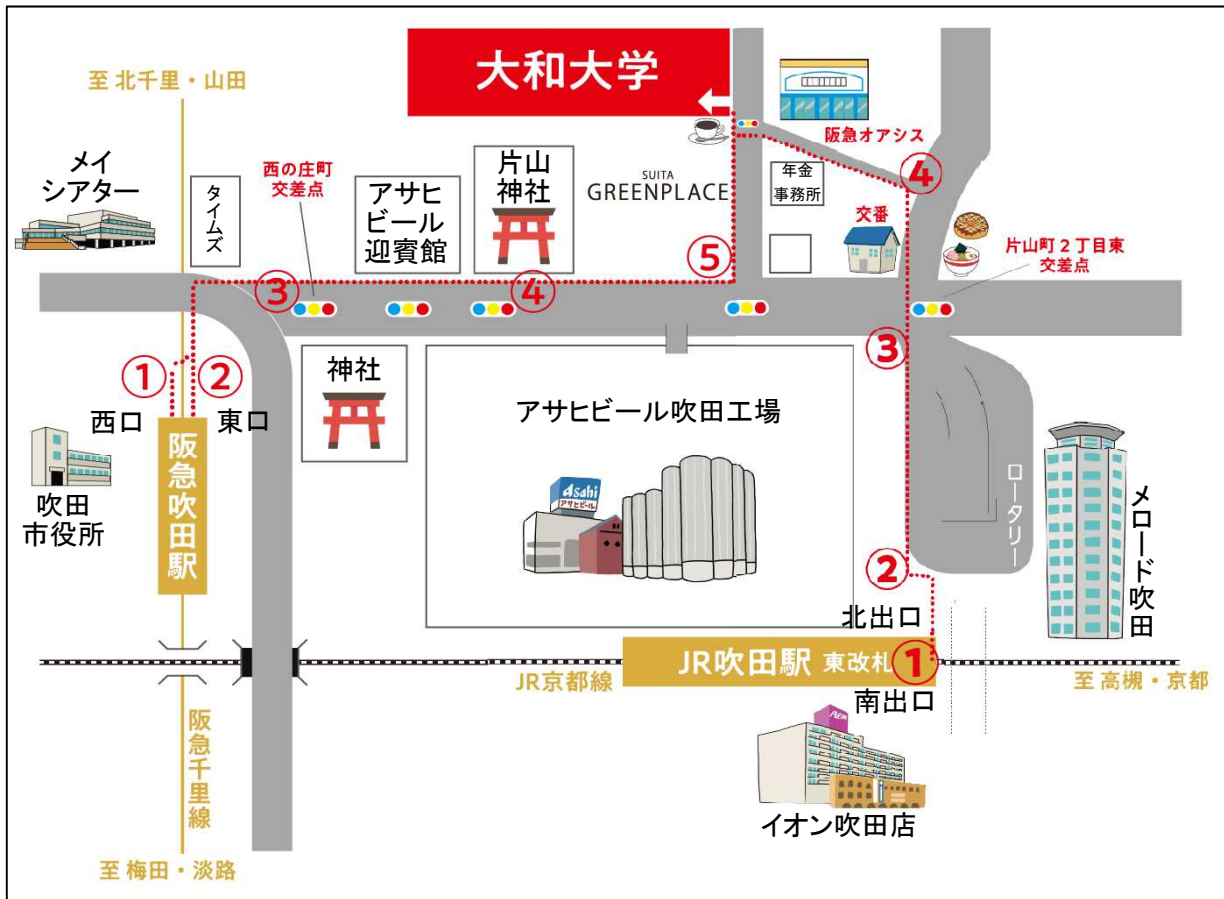 大和大学
至 北千里・山田
阪急オアシス
メイ
シアター
タイムズ
西の庄町
交差点
アサヒ
ビール
迎賓館
片山
神社
SUITA
GREENPLACE
年金
事務所
④
交番
⑤
片山町2丁目東
交差点
③
④
①
②
西口
東口
神社
③
アサヒビール吹田工場
阪急吹田駅
吹田
市役所
Asahi
アサヒビール
ロータリー
メロード吹田
②
北出口
JR吹田駅 東改札
①
JR京都線
南出口
至 高槻・京都
阪急千里線
イオン吹田店
至 梅田・淡路